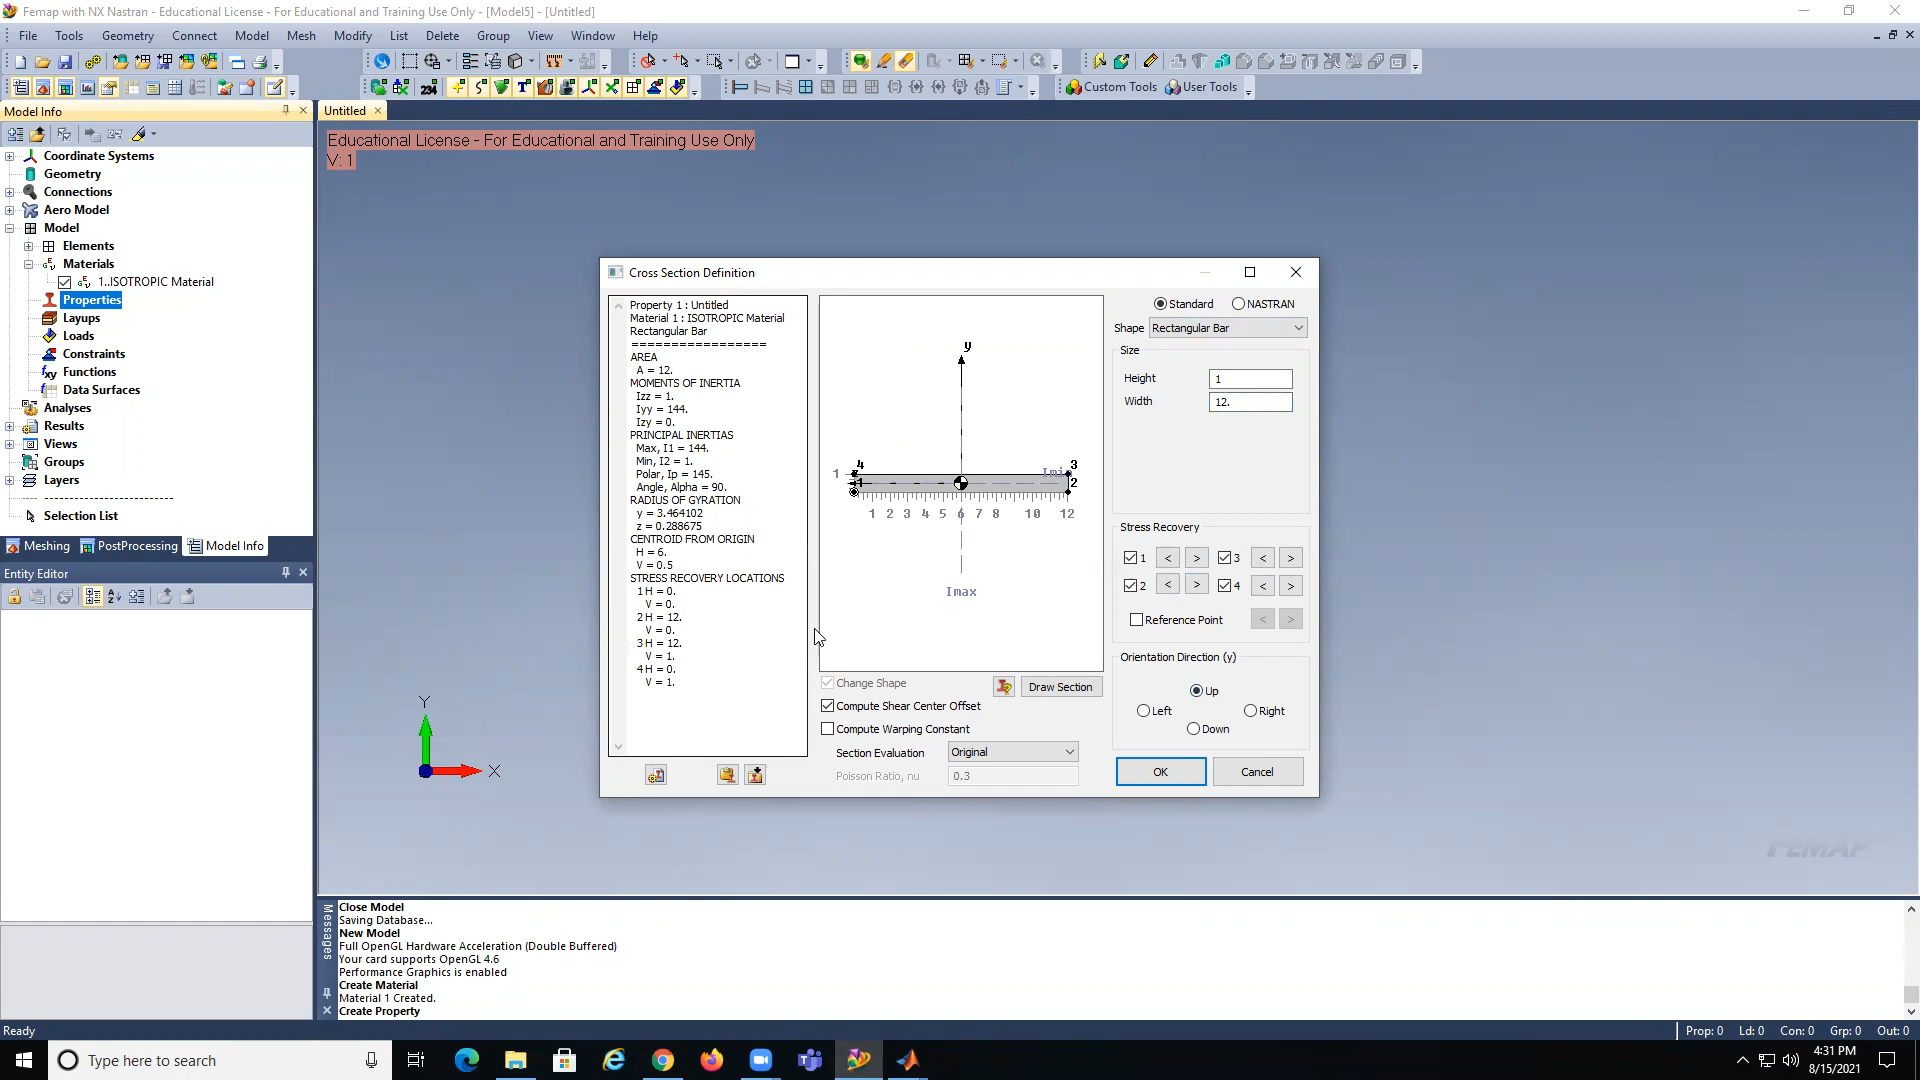 Femap with NX Nastran - Educational License - For Educational and Training Use Only - [Model5] - [Untitled]
File Tools Geometry Connect Model Mesh Modify List Delete Group View Window Help
234 T Custom Tools User Tools
Model Info
Untitled
Educational License - For Educational and Training Use Only
V: 1
Coordinate Systems
Geometry
Connections
Aero Model
Model
Elements
Materials
1..ISOTROPIC Material
Properties
Layups
Loads
Constraints
Functions
Data Surfaces
Analyses
Results
Views
Groups
Layers
Selection List
Meshing PostProcessing Model Info
Entity Editor
Cross Section Definition
Property 1 : Untitled
Material 1 : ISOTROPIC Material
Rectangular Bar
=================
AREA
A = 12.
MOMENTS OF INERTIA
Izz = 1.
Iyy = 144.
Izy = 0.
PRINCIPAL INERTIAS
Max, I1 = 144.
Min, I2 = 1.
Polar, Ip = 145.
Angle, Alpha = 90.
RADIUS OF GYRATION
y = 3.464102
z = 0.288675
CENTROID FROM ORIGIN
H = 6.
V = 0.5
STRESS RECOVERY LOCATIONS
1 H = 0.
V = 0.
2 H = 12.
V = 0.
3 H = 12.
V = 1.
4 H = 0.
V = 1.
y
4 3
1 Imi
1 2
1 2 3 4 5 6 7 8 10 12
Imax
Change Shape Draw Section
Compute Shear Center Offset
Compute Warping Constant
Section Evaluation Original
Poisson Ratio, nu 0.3
Standard NASTRAN
Shape Rectangular Bar
Size
Height 1
Width 12.
Stress Recovery
1 < > 3 < >
2 < > 4 < >
Reference Point < >
Orientation Direction (y)
Up
Left Right
Down
OK Cancel
Y
X
FEMAP
Messages
Close Model
Saving Database...
New Model
Full OpenGL Hardware Acceleration (Double Buffered)
Your card supports OpenGL 4.6
Performance Graphics is enabled
Create Material
Material 1 Created.
Create Property
Ready Prop: 0 Ld: 0 Con: 0 Grp: 0 Out: 0
Type here to search
4:31 PM
8/15/2021